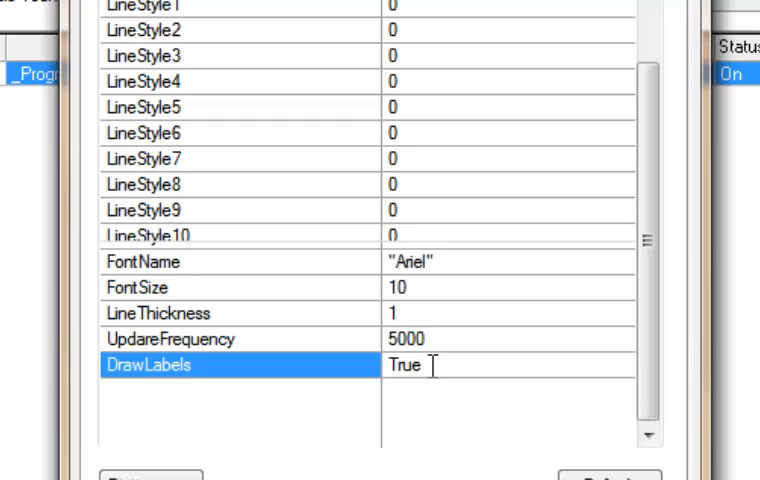 LineStyle1 0
LineStyle2 0
Status
LineStyle3 0
_Progr LineStyle4 0 On
LineStyle5 0
LineStyle6 0
LineStyle7 0
LineStyle8 0
LineStyle9 0
LineStyle10 0
FontName "Ariel"
FontSize 10
LineThickness 1
UpdareFrequency 5000
DrawLabels True